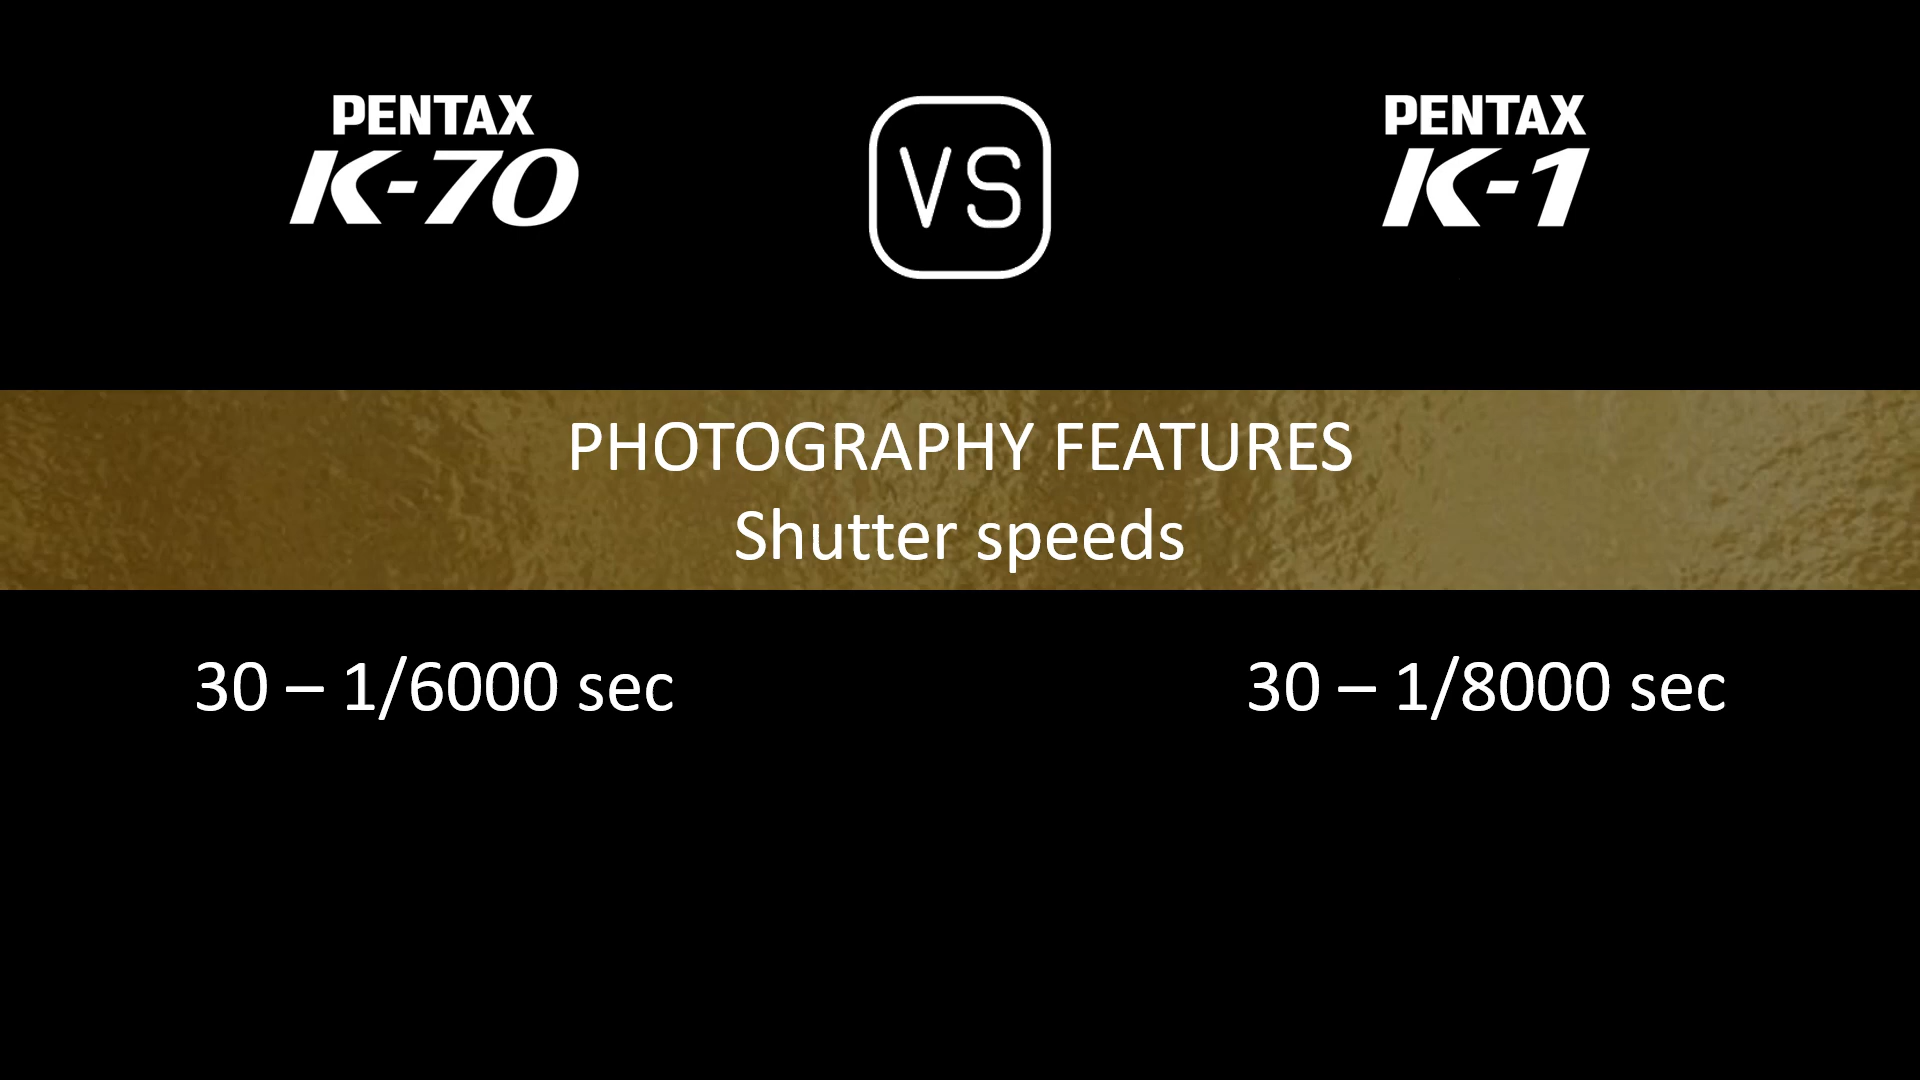 PENTAX
K-70
VS
PENTAX
K-1
PHOTOGRAPHY FEATURES
Shutter speeds
30 – 1/6000 sec
30 – 1/8000 sec